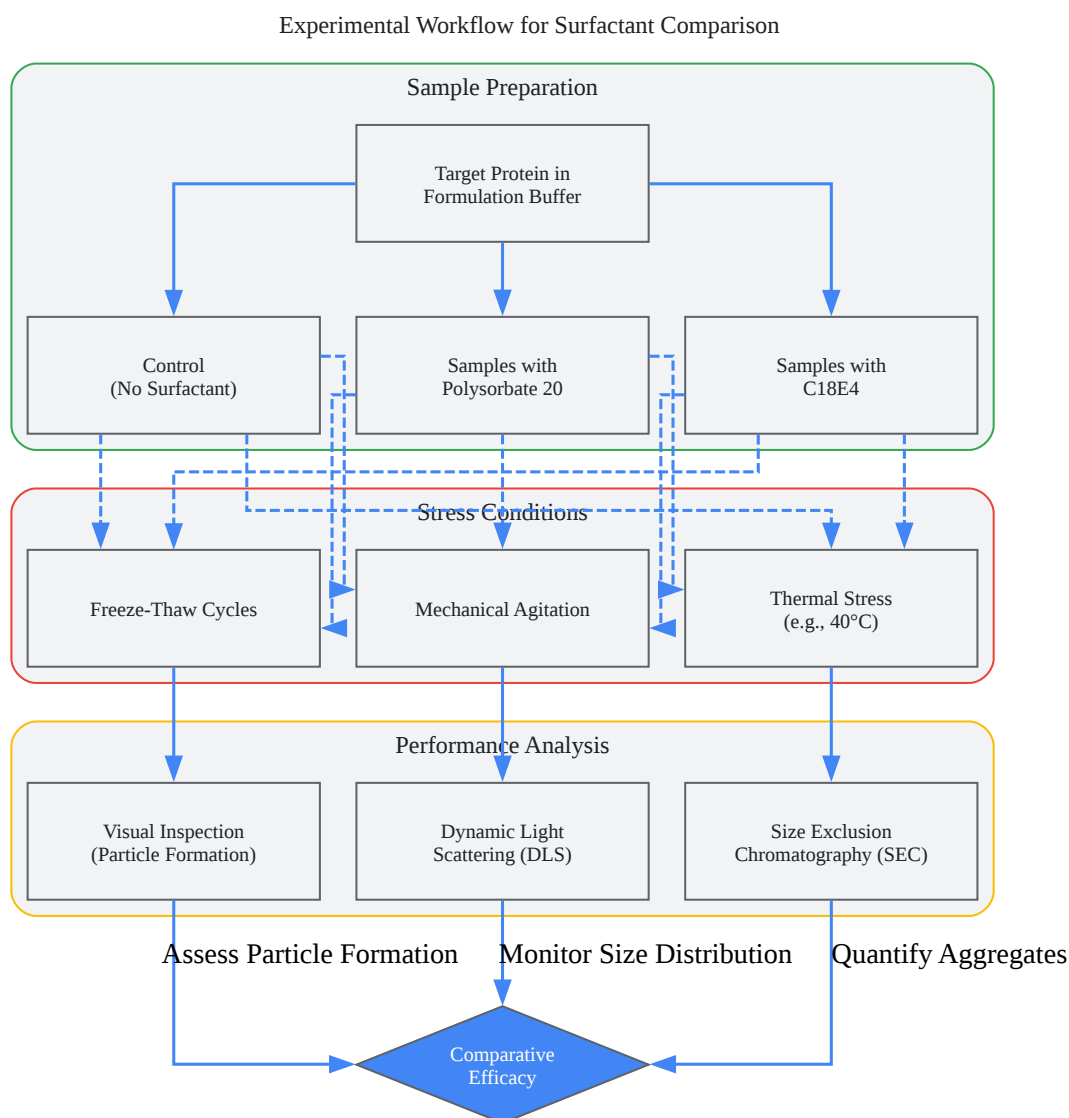 Experimental Workflow for Surfactant Comparison
Sample Preparation
Target Protein in
Formulation Buffer
Control
(No Surfactant)
Samples with
Polysorbate 20
Samples with
C18E4
Stress Conditions
Freeze-Thaw Cycles
Mechanical Agitation
Thermal Stress
(e.g., 40°C)
Performance Analysis
Visual Inspection
(Particle Formation)
Dynamic Light
Scattering (DLS)
Size Exclusion
Chromatography (SEC)
Assess Particle Formation
Monitor Size Distribution
Quantify Aggregates
Comparative
Efficacy